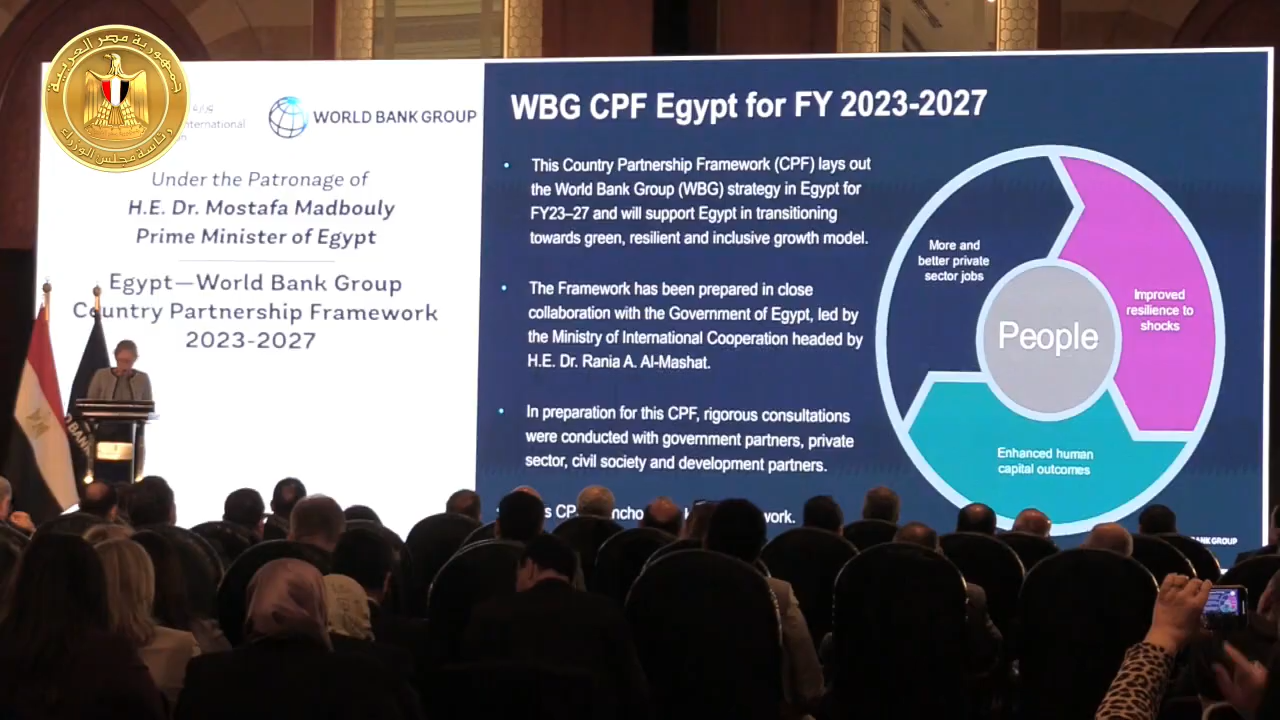 جمهورية مصر العربية
رئاسة مجلس الوزراء
وزارة
nternational
WORLD BANK GROUP
Under the Patronage of
H.E. Dr. Mostafa Madbouly
Prime Minister of Egypt
Egypt—World Bank Group
Country Partnership Framework
2023-2027
WBG CPF Egypt for FY 2023-2027
• This Country Partnership Framework (CPF) lays out
the World Bank Group (WBG) strategy in Egypt for
FY23–27 and will support Egypt in transitioning
towards green, resilient and inclusive growth model.
• The Framework has been prepared in close
collaboration with the Government of Egypt, led by
the Ministry of International Cooperation headed by
H.E. Dr. Rania A. Al-Mashat.
• In preparation for this CPF, rigorous consultations
were conducted with government partners, private
sector, civil society and development partners.
work.
More and
better private
sector jobs
Improved
resilience to
shocks
People
Enhanced human
capital outcomes
BANK GROUP
BANK